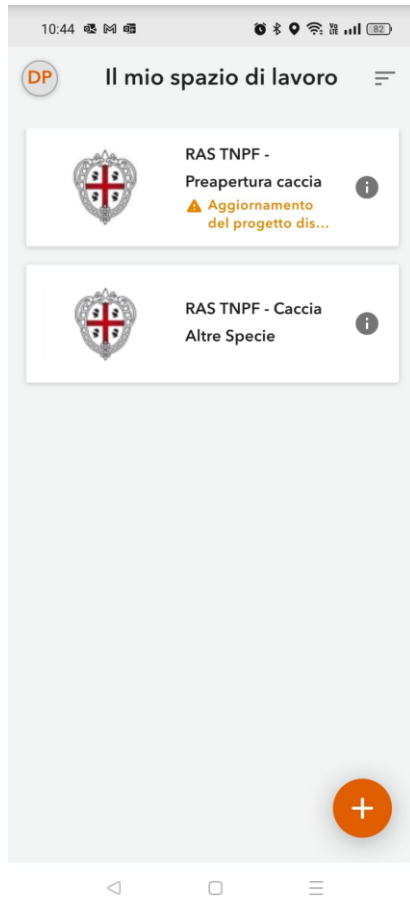 10:44
82
DP Il mio spazio di lavoro
RAS TNPF -
Preapertura caccia
Aggiornamento
del progetto dis...
RAS TNPF - Caccia
Altre Specie